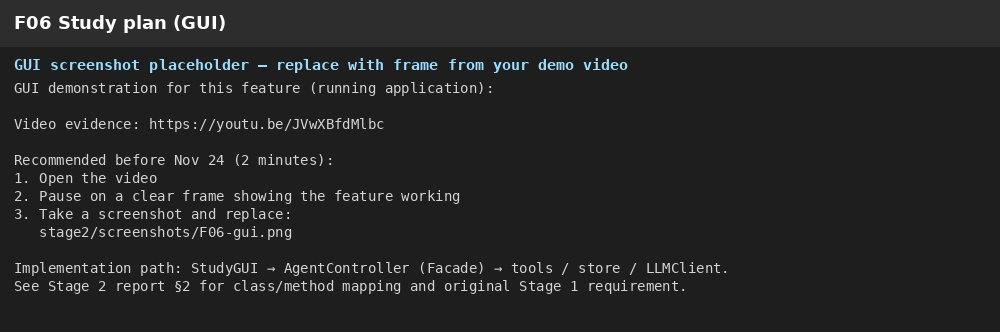 F06 Study plan (GUI)
GUI screenshot placeholder — replace with frame from your demo video
GUI demonstration for this feature (running application):
Video evidence: https://youtu.be/JVwXBfdMlbc
Recommended before Nov 24 (2 minutes):
1. Open the video
2. Pause on a clear frame showing the feature working
3. Take a screenshot and replace:
stage2/screenshots/F06-gui.png
Implementation path: StudyGUI → AgentController (Facade) → tools / store / LLMClient.
See Stage 2 report §2 for class/method mapping and original Stage 1 requirement.